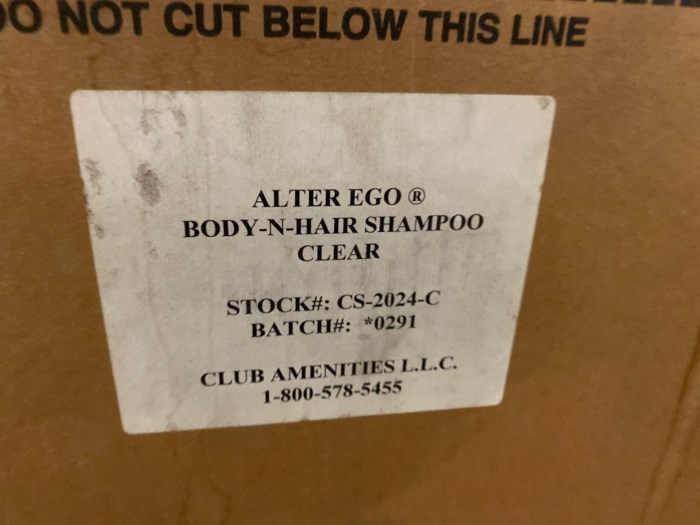 DO NOT CUT BELOW THIS LINE
ALTER EGO ®
BODY-N-HAIR SHAMPOO
CLEAR
STOCK#: CS-2024-C
BATCH#: *0291
CLUB AMENITIES L.L.C.
1-800-578-5455